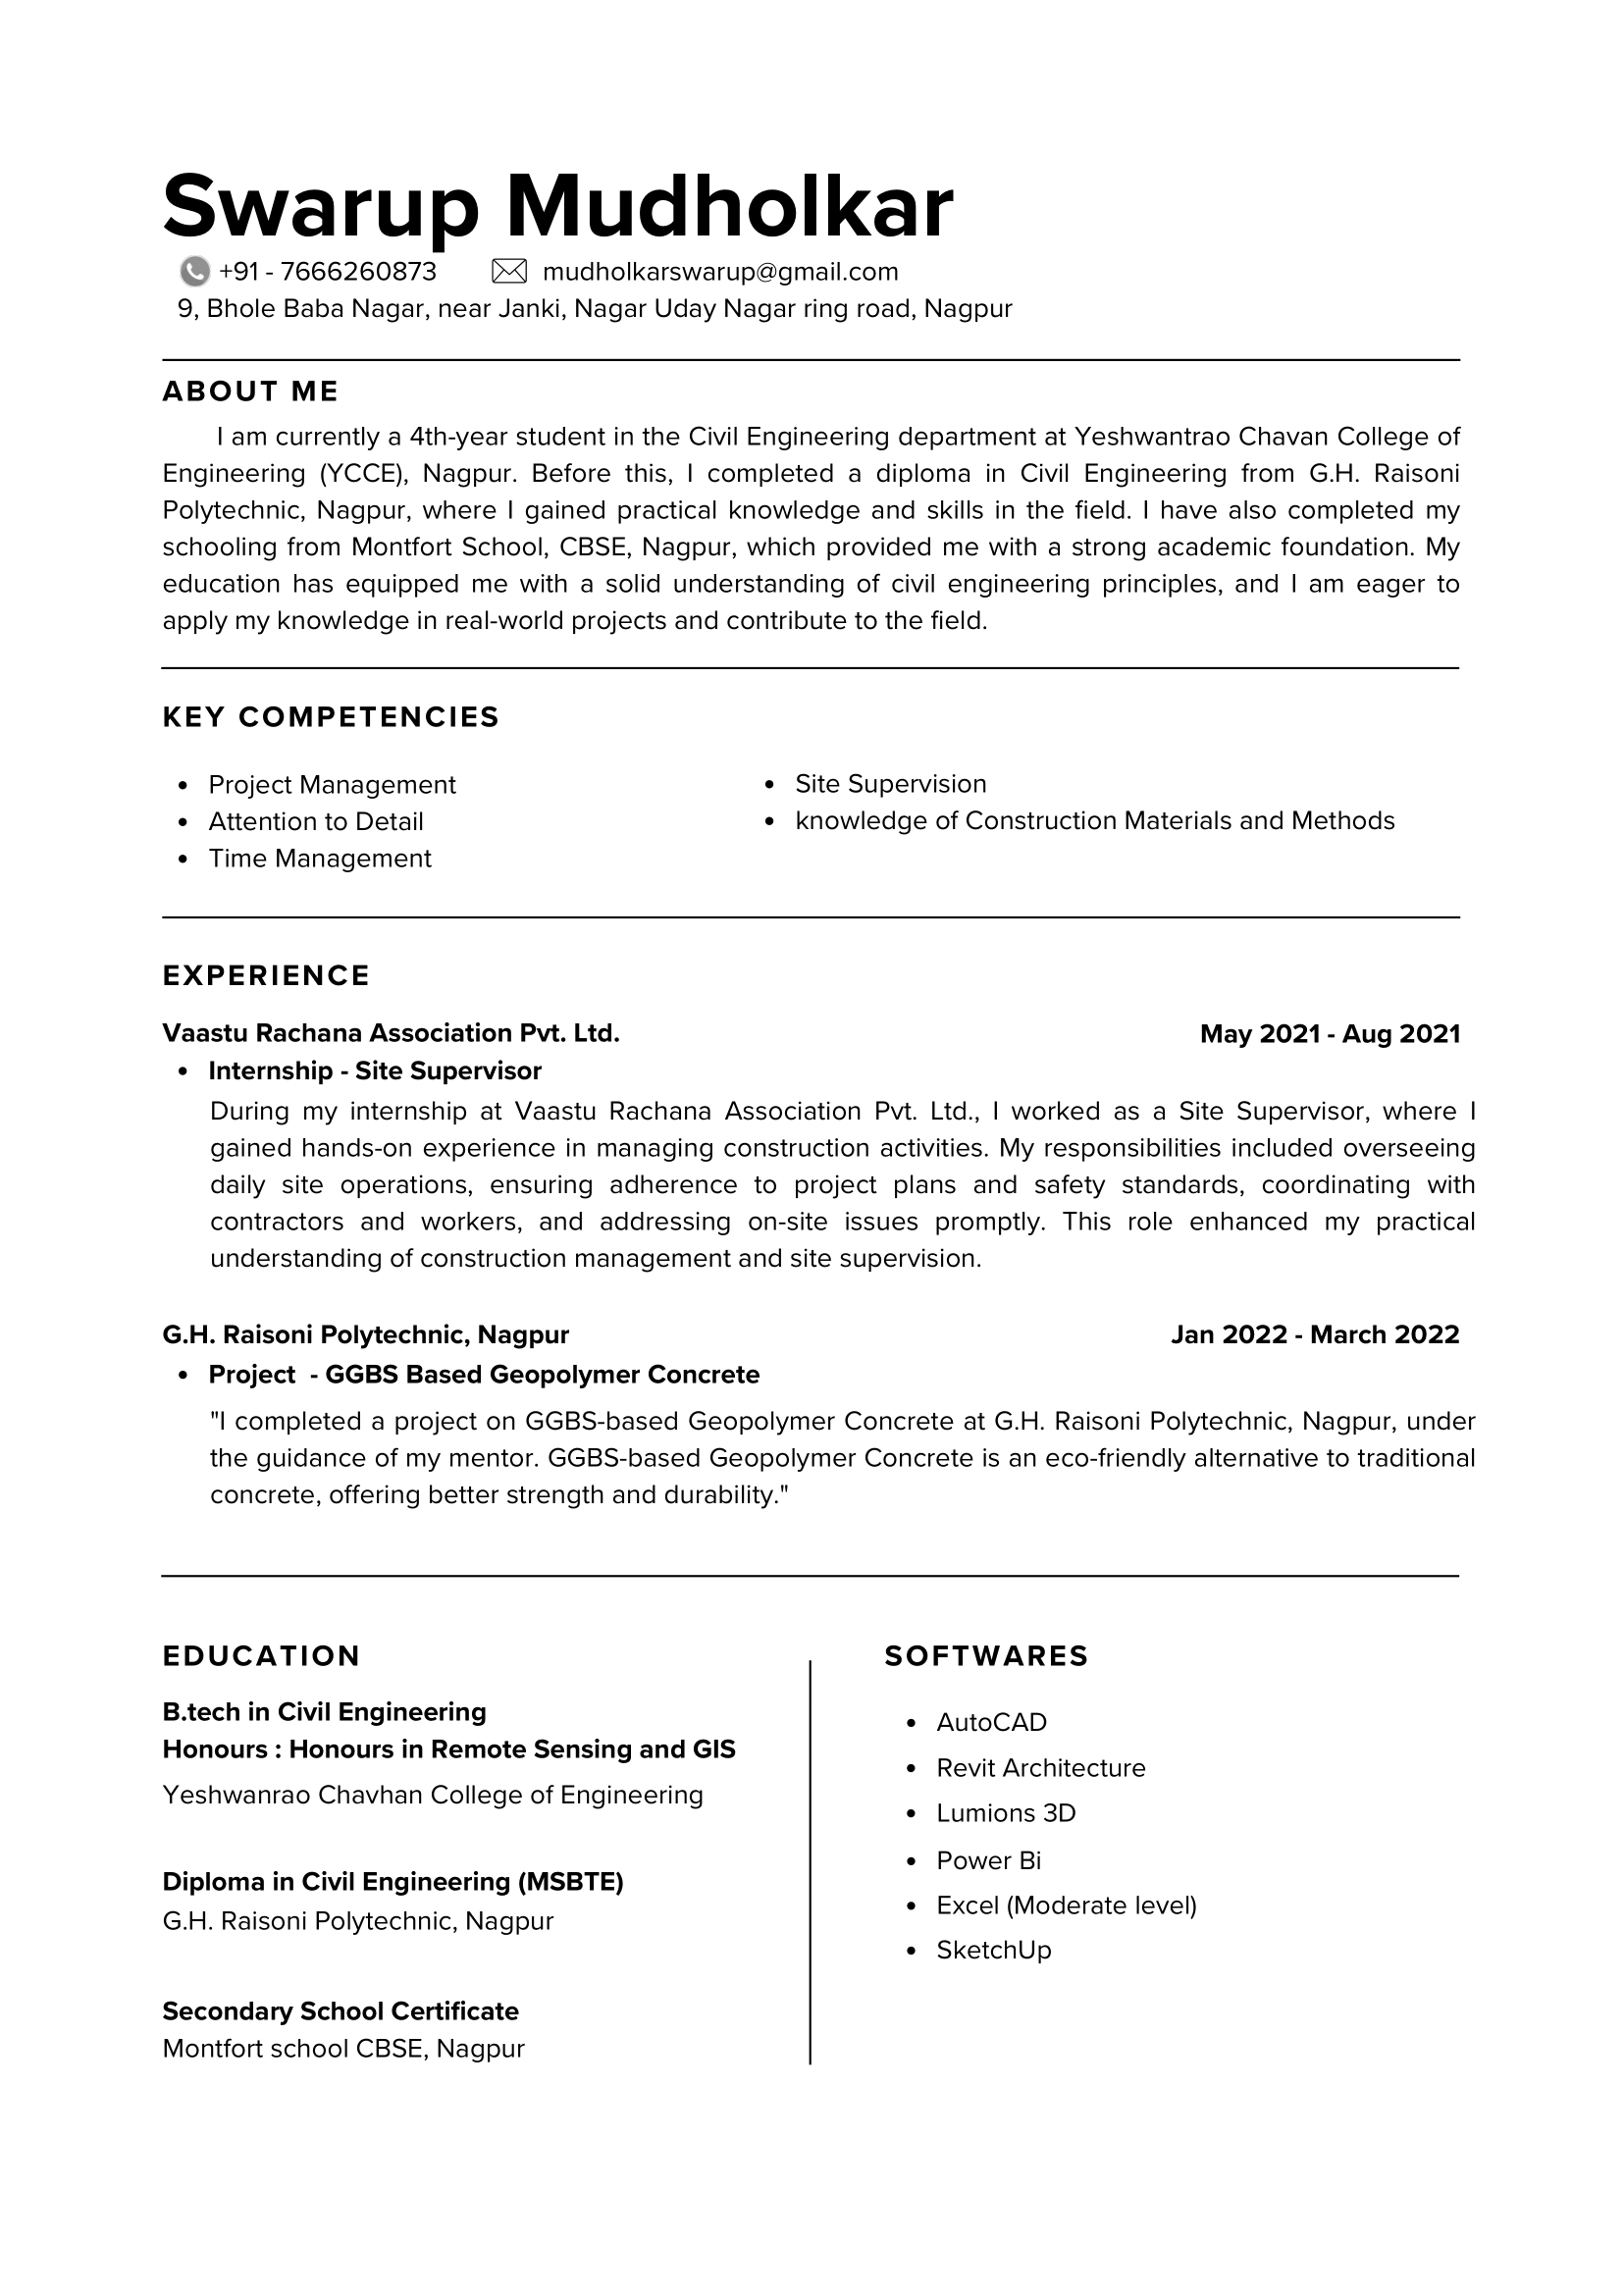 Swarup Mudholkar
+91 - 7666260873 mudholkarswarup@gmail.com
9, Bhole Baba Nagar, near Janki, Nagar Uday Nagar ring road, Nagpur
ABOUT ME
I am currently a 4th-year student in the Civil Engineering department at Yeshwantrao Chavan College of
Engineering (YCCE), Nagpur. Before this, I completed a diploma in Civil Engineering from G.H. Raisoni
Polytechnic, Nagpur, where I gained practical knowledge and skills in the field. I have also completed my
schooling from Montfort School, CBSE, Nagpur, which provided me with a strong academic foundation. My
education has equipped me with a solid understanding of civil engineering principles, and I am eager to
apply my knowledge in real-world projects and contribute to the field.
KEY COMPETENCIES
• Project Management
• Attention to Detail
• Time Management
• Site Supervision
• knowledge of Construction Materials and Methods
EXPERIENCE
Vaastu Rachana Association Pvt. Ltd. May 2021 - Aug 2021
• Internship - Site Supervisor
During my internship at Vaastu Rachana Association Pvt. Ltd., I worked as a Site Supervisor, where I
gained hands-on experience in managing construction activities. My responsibilities included overseeing
daily site operations, ensuring adherence to project plans and safety standards, coordinating with
contractors and workers, and addressing on-site issues promptly. This role enhanced my practical
understanding of construction management and site supervision.
G.H. Raisoni Polytechnic, Nagpur Jan 2022 - March 2022
• Project - GGBS Based Geopolymer Concrete
"I completed a project on GGBS-based Geopolymer Concrete at G.H. Raisoni Polytechnic, Nagpur, under
the guidance of my mentor. GGBS-based Geopolymer Concrete is an eco-friendly alternative to traditional
concrete, offering better strength and durability."
EDUCATION
B.tech in Civil Engineering
Honours : Honours in Remote Sensing and GIS
Yeshwanrao Chavhan College of Engineering
Diploma in Civil Engineering (MSBTE)
G.H. Raisoni Polytechnic, Nagpur
Secondary School Certificate
Montfort school CBSE, Nagpur
SOFTWARES
• AutoCAD
• Revit Architecture
• Lumions 3D
• Power Bi
• Excel (Moderate level)
• SketchUp